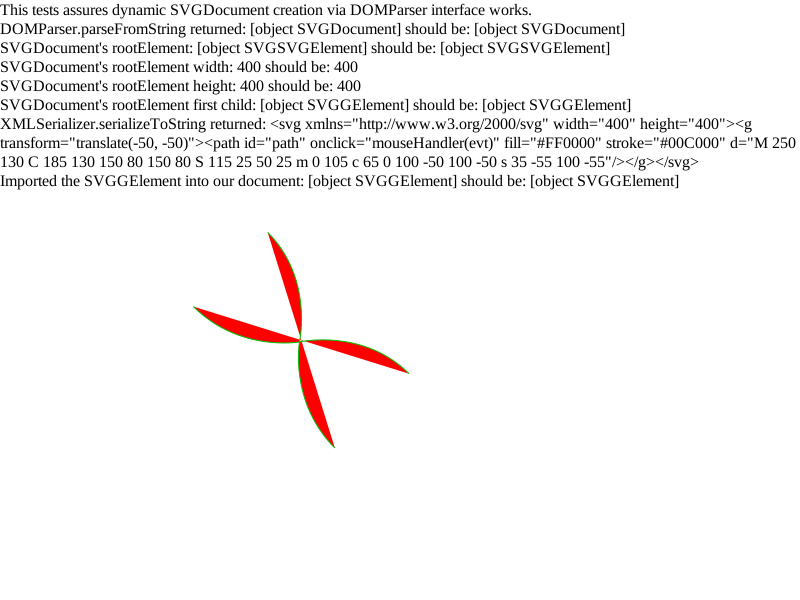 This tests assures dynamic SVGDocument creation via DOMParser interface works.
DOMParser.parseFromString returned: [object SVGDocument] should be: [object SVGDocument]
SVGDocument's rootElement: [object SVGSVGElement] should be: [object SVGSVGElement]
SVGDocument's rootElement width: 400 should be: 400
SVGDocument's rootElement height: 400 should be: 400
SVGDocument's rootElement first child: [object SVGGElement] should be: [object SVGGElement]
XMLSerializer.serializeToString returned: <svg xmlns="http://www.w3.org/2000/svg" width="400" height="400"><g
transform="translate(-50, -50)"><path id="path" onclick="mouseHandler(evt)" fill="#FF0000" stroke="#00C000" d="M 250
130 C 185 130 150 80 150 80 S 115 25 50 25 m 0 105 c 65 0 100 -50 100 -50 s 35 -55 100 -55"/></g></svg>
Imported the SVGGElement into our document: [object SVGGElement] should be: [object SVGGElement]